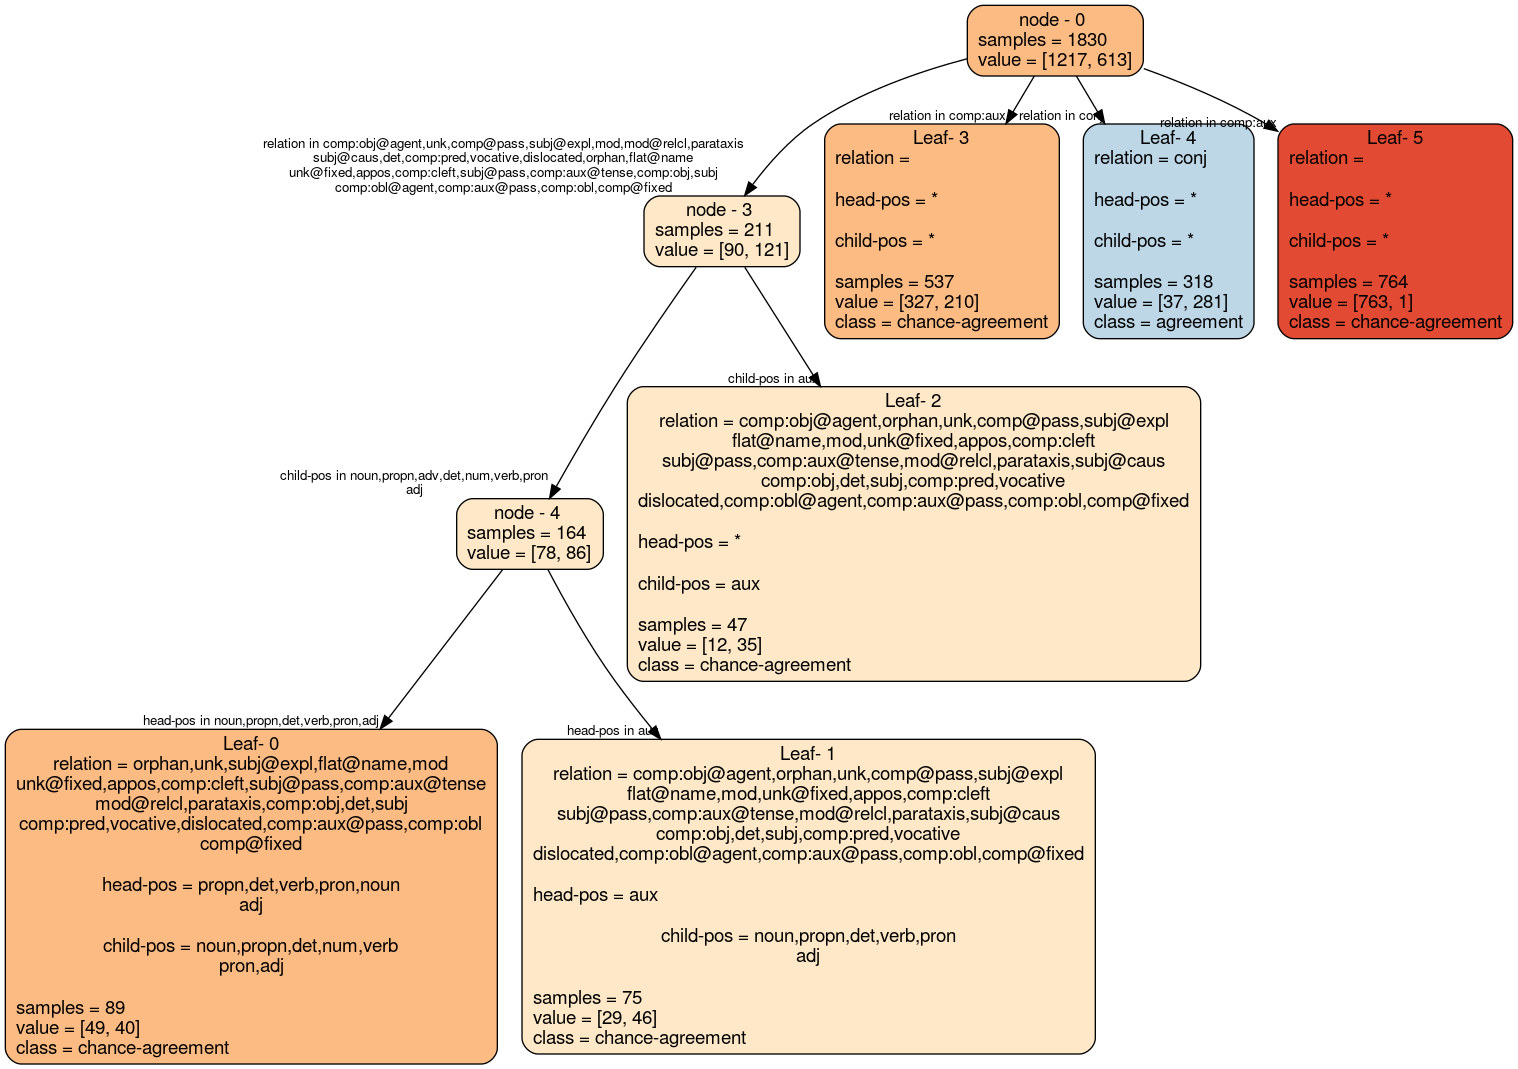 node - 0
samples = 1830
value = [1217, 613]
relation in comp:obj@agent,unk,comp@pass,subj@expl,mod,mod@relcl,parataxis
subj@caus,det,comp:pred,vocative,dislocated,orphan,flat@name
unk@fixed,appos,comp:cleft,subj@pass,comp:aux@tense,comp:obj,subj
comp:obl@agent,comp:aux@pass,comp:obl,comp@fixed
relation in comp:aux
relation in con
relation in comp:aux
node - 3
samples = 211
value = [90, 121]
Leaf- 3
relation =
head-pos = *
child-pos = *
samples = 537
value = [327, 210]
class = chance-agreement
Leaf- 4
relation = conj
head-pos = *
child-pos = *
samples = 318
value = [37, 281]
class = agreement
Leaf- 5
relation =
head-pos = *
child-pos = *
samples = 764
value = [763, 1]
class = chance-agreement
child-pos in noun,propn,adv,det,num,verb,pron
adj
child-pos in au
node - 4
samples = 164
value = [78, 86]
Leaf- 2
relation = comp:obj@agent,orphan,unk,comp@pass,subj@expl
flat@name,mod,unk@fixed,appos,comp:cleft
subj@pass,comp:aux@tense,mod@relcl,parataxis,subj@caus
comp:obj,det,subj,comp:pred,vocative
dislocated,comp:obl@agent,comp:aux@pass,comp:obl,comp@fixed
head-pos = *
child-pos = aux
samples = 47
value = [12, 35]
class = chance-agreement
head-pos in noun,propn,det,verb,pron,adj
head-pos in au
Leaf- 0
relation = orphan,unk,subj@expl,flat@name,mod
unk@fixed,appos,comp:cleft,subj@pass,comp:aux@tense
mod@relcl,parataxis,comp:obj,det,subj
comp:pred,vocative,dislocated,comp:aux@pass,comp:obl
comp@fixed
head-pos = propn,det,verb,pron,noun
adj
child-pos = noun,propn,det,num,verb
pron,adj
samples = 89
value = [49, 40]
class = chance-agreement
Leaf- 1
relation = comp:obj@agent,orphan,unk,comp@pass,subj@expl
flat@name,mod,unk@fixed,appos,comp:cleft
subj@pass,comp:aux@tense,mod@relcl,parataxis,subj@caus
comp:obj,det,subj,comp:pred,vocative
dislocated,comp:obl@agent,comp:aux@pass,comp:obl,comp@fixed
head-pos = aux
child-pos = noun,propn,det,verb,pron
adj
samples = 75
value = [29, 46]
class = chance-agreement